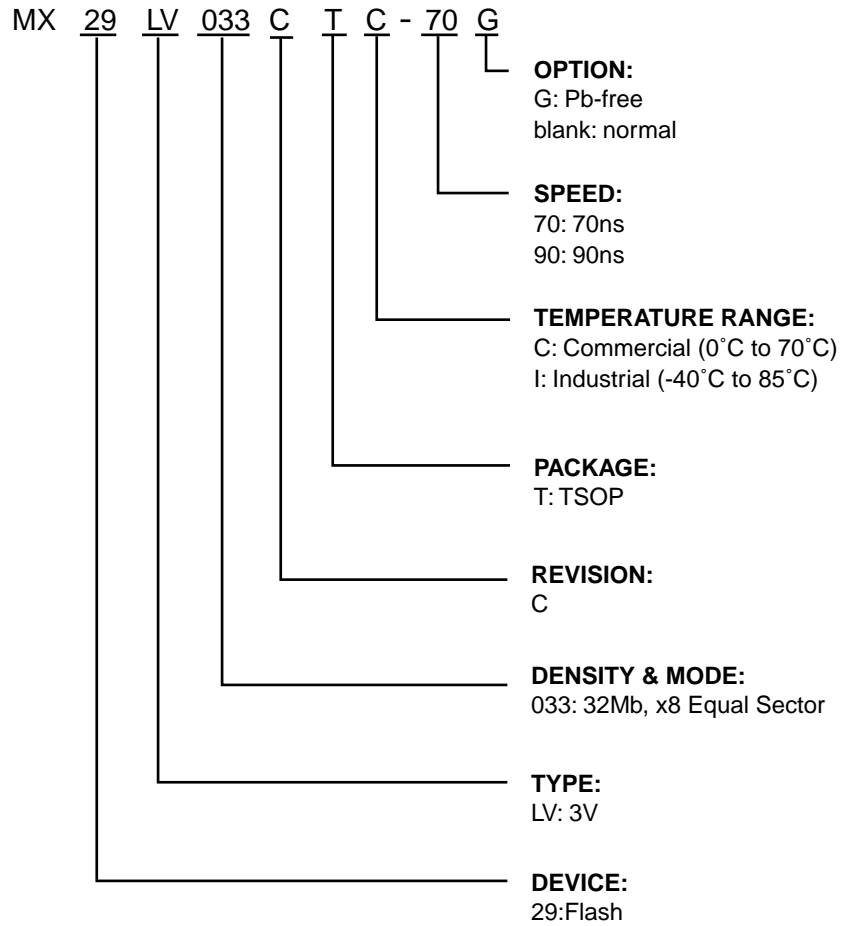 MX 29 LV 033 C T C - 70 G
OPTION:
G: Pb-free
blank: normal
SPEED:
70: 70ns
90: 90ns
TEMPERATURE RANGE:
C: Commercial (0˚C to 70˚C)
I: Industrial (-40˚C to 85˚C)
PACKAGE:
T: TSOP
REVISION:
C
DENSITY & MODE:
033: 32Mb, x8 Equal Sector
TYPE:
LV: 3V
DEVICE:
29:Flash